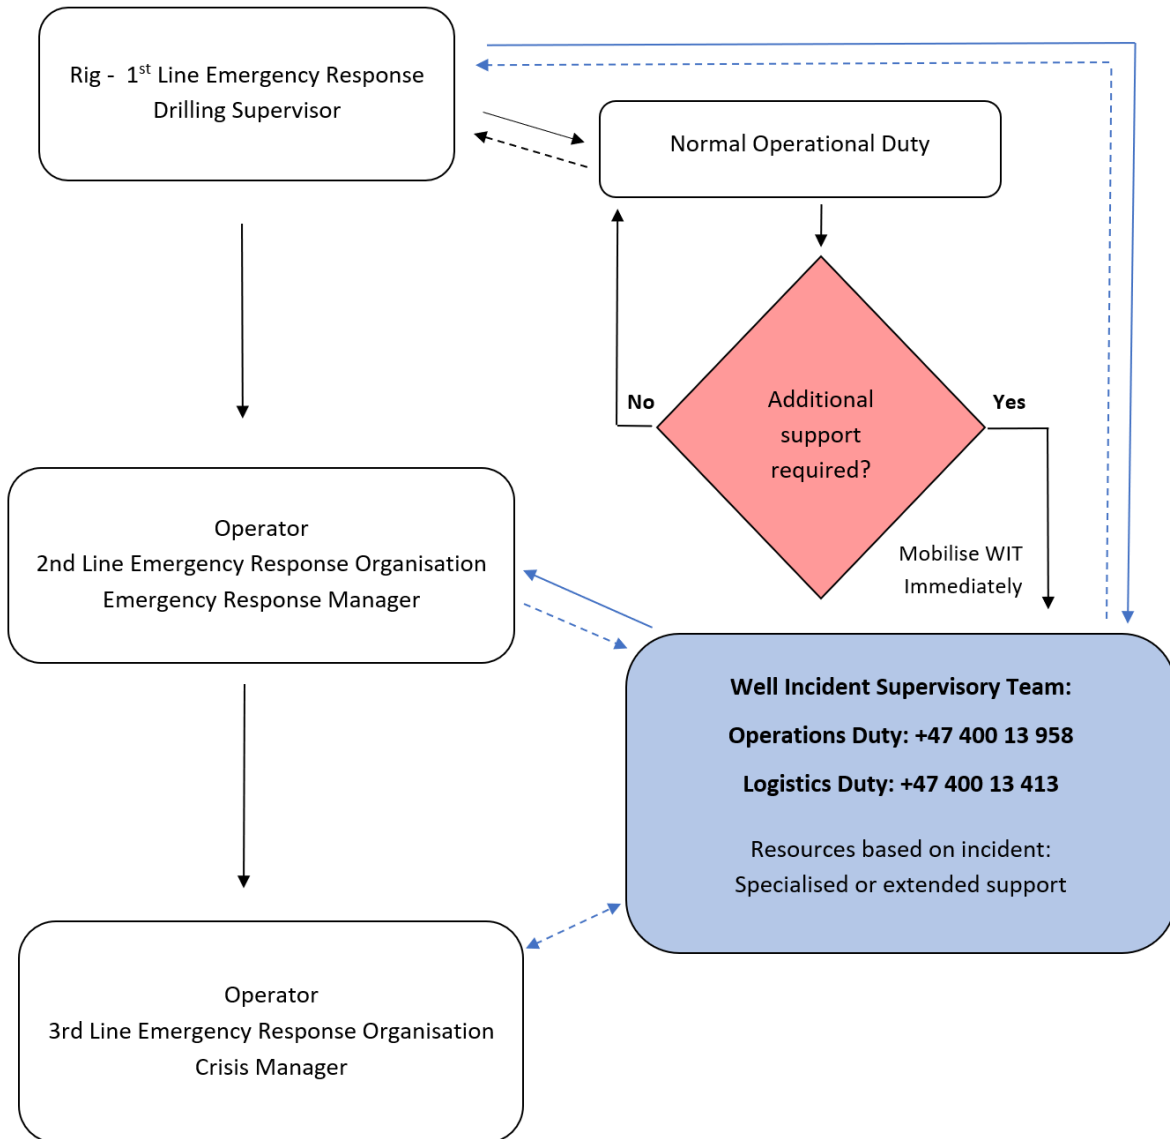 Rig - 1st Line Emergency Response
Drilling Supervisor
Normal Operational Duty
Additional
support
required?
No
Yes
Mobilise WIT
Immediately
Operator
2nd Line Emergency Response Organisation
Emergency Response Manager
Well Incident Supervisory Team:
Operations Duty: +47 400 13 958
Logistics Duty: +47 400 13 413
Resources based on incident:
Specialised or extended support
Operator
3rd Line Emergency Response Organisation
Crisis Manager